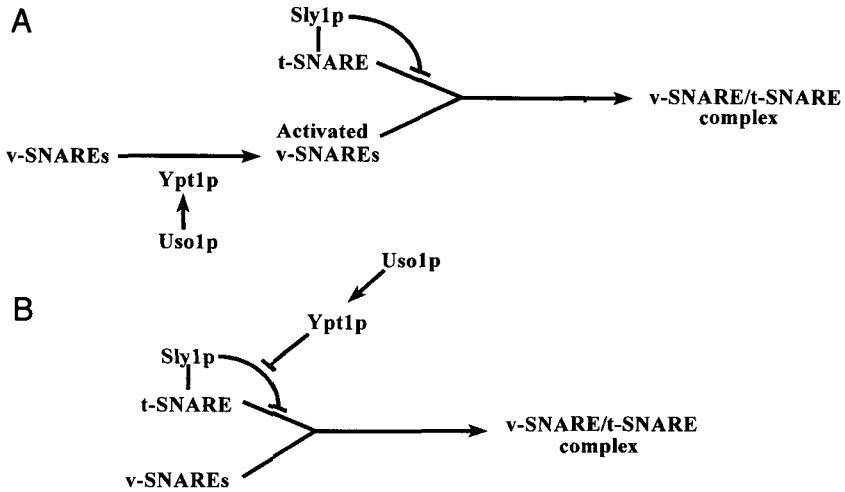 A
Sly1p
t-SNARE
v-SNARE/t-SNARE
complex
Activated
v-SNAREs
v-SNAREs
Ypt1p
Uso1p
B
Uso1p
Ypt1p
Sly1p
t-SNARE
v-SNARE/t-SNARE
complex
v-SNAREs